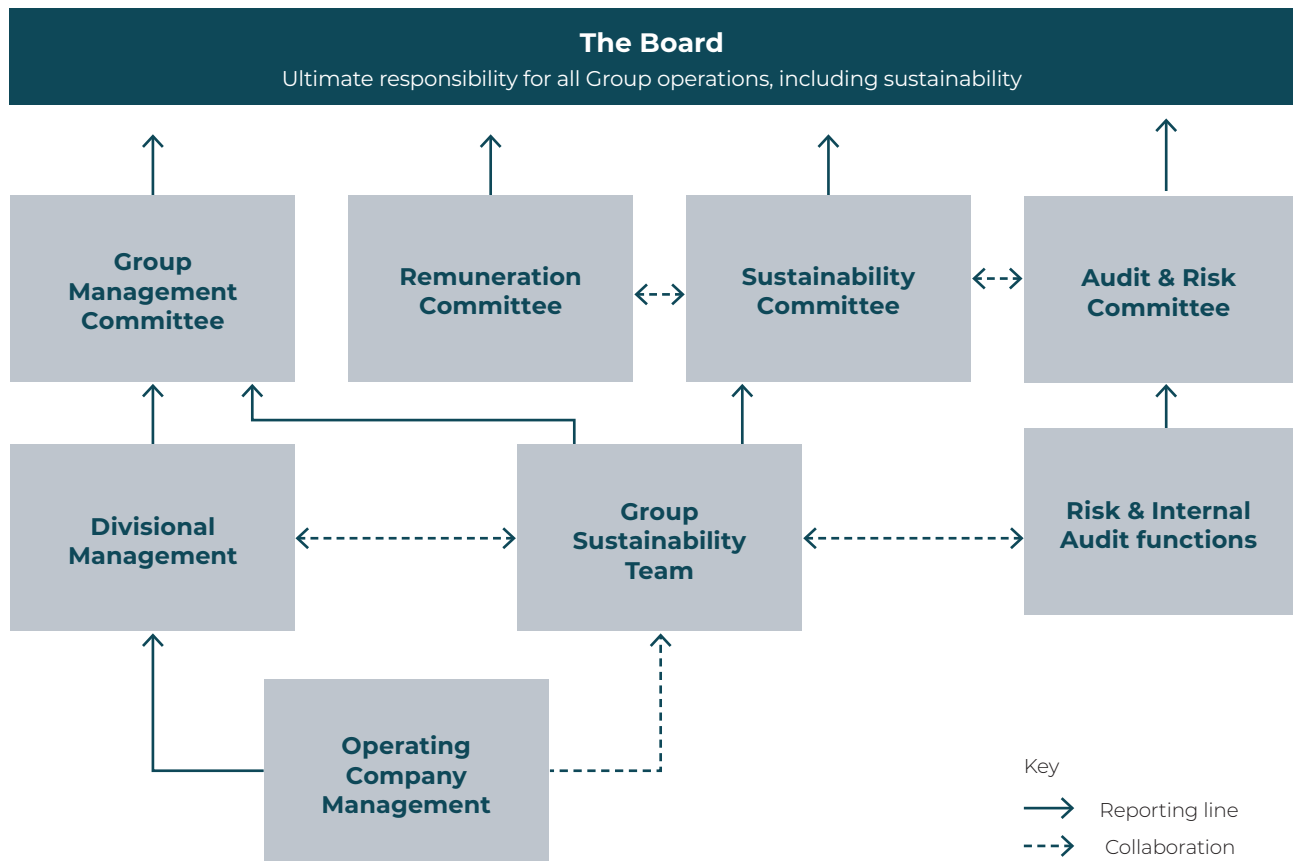 The Board
Ultimate responsibility for all Group operations, including sustainability
Group
Management
Committee
Remuneration
Committee
Sustainability
Committee
Audit & Risk
Committee
Divisional
Management
Group
Sustainability
Team
Risk & Internal
Audit functions
Operating
Company
Management
Key
Reporting line
Collaboration